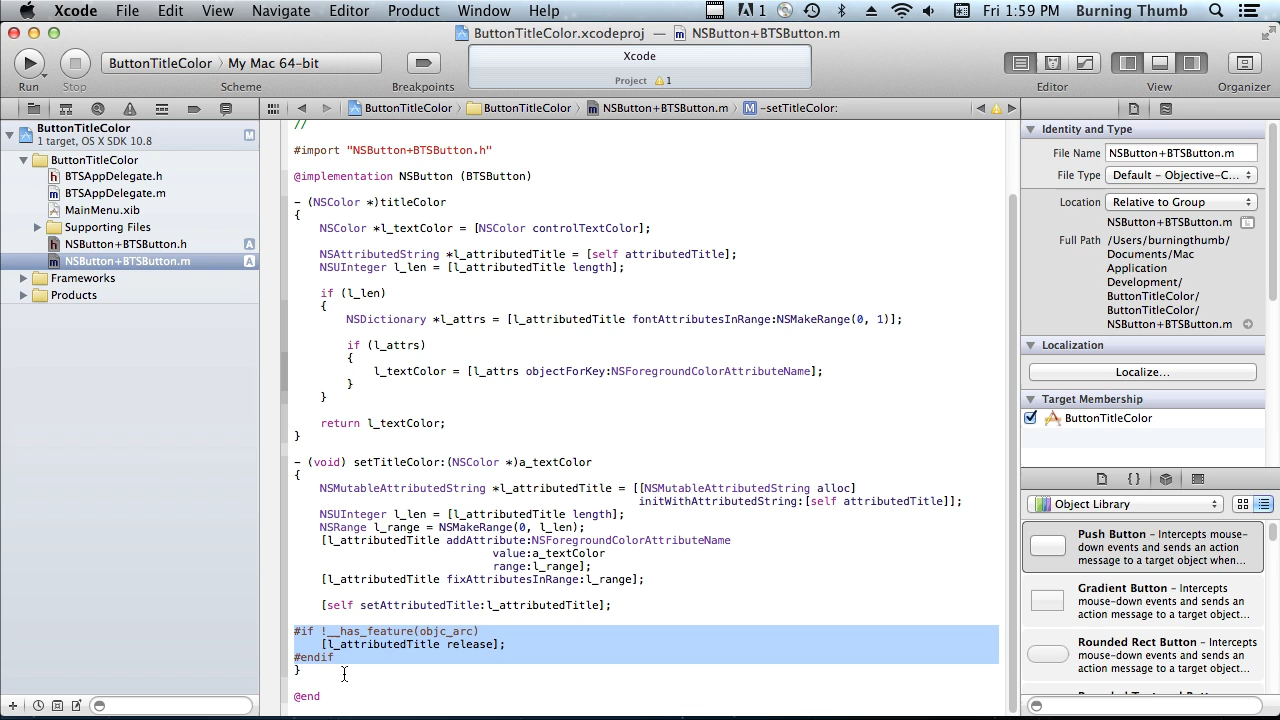 Xcode File Edit View Navigate Editor Product Window Help 1 Fri 1:59 PM Burning Thumb
ButtonTitleColor.xcodeproj — NSButton+BTSButton.m
ButtonTitleColor My Mac 64-bit
Xcode
Project 1
Run Stop Scheme Breakpoints Editor View Organizer
ButtonTitleColor ButtonTitleColor NSButton+BTSButton.m M -setTitleColor:
ButtonTitleColor M
1 target, OS X SDK 10.8
ButtonTitleColor
h BTSAppDelegate.h
m BTSAppDelegate.m
MainMenu.xib
Supporting Files
h NSButton+BTSButton.h A
m NSButton+BTSButton.m A
Frameworks
Products
//
#import "NSButton+BTSButton.h"
@implementation NSButton (BTSButton)
- (NSColor *)titleColor
{
NSColor *l_textColor = [NSColor controlTextColor];
NSAttributedString *l_attributedTitle = [self attributedTitle];
NSUInteger l_len = [l_attributedTitle length];
if (l_len)
{
NSDictionary *l_attrs = [l_attributedTitle fontAttributesInRange:NSMakeRange(0, 1)];
if (l_attrs)
{
l_textColor = [l_attrs objectForKey:NSForegroundColorAttributeName];
}
}
return l_textColor;
}
- (void) setTitleColor:(NSColor *)a_textColor
{
NSMutableAttributedString *l_attributedTitle = [[NSMutableAttributedString alloc]
initWithAttributedString:[self attributedTitle]];
NSUInteger l_len = [l_attributedTitle length];
NSRange l_range = NSMakeRange(0, l_len);
[l_attributedTitle addAttribute:NSForegroundColorAttributeName
value:a_textColor
range:l_range];
[l_attributedTitle fixAttributesInRange:l_range];
[self setAttributedTitle:l_attributedTitle];
#if !__has_feature(objc_arc)
[l_attributedTitle release];
#endif
}
@end
Identity and Type
File Name NSButton+BTSButton.m
File Type Default - Objective-C...
Location Relative to Group
NSButton+BTSButton.m
Full Path /Users/burningthumb/
Documents/Mac
Application
Development/
ButtonTitleColor/
ButtonTitleColor/
NSButton+BTSButton.m
Localization
Localize...
Target Membership
ButtonTitleColor
{}
Object Library
Push Button – Intercepts mouse-
down events and sends an action
message to a target object when...
Gradient Button – Intercepts
mouse-down events and sends an
action message to a target object...
Rounded Rect Button – Intercepts
mouse-down events and sends an
action message to a target object...